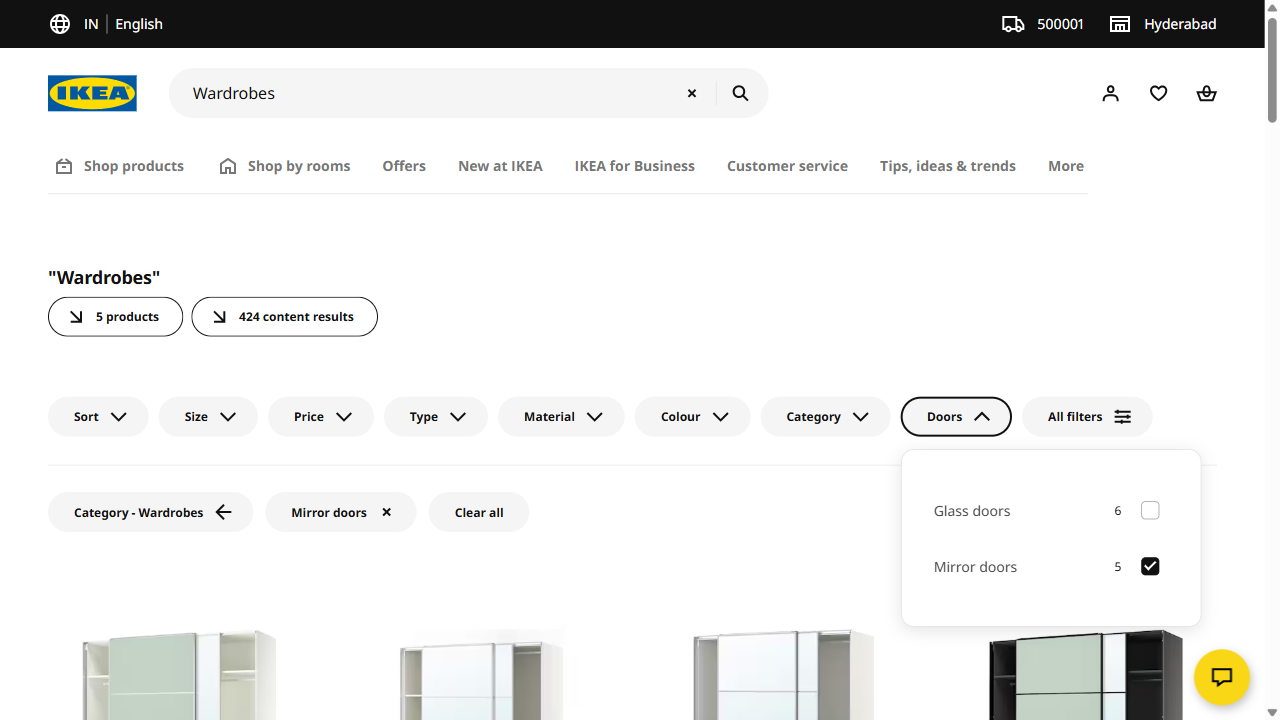 IN English 500001 Hyderabad
IKEA Wardrobes
Shop products Shop by rooms Offers New at IKEA IKEA for Business Customer service Tips, ideas & trends More
"Wardrobes"
5 products 424 content results
Sort Size Price Type Material Colour Category Doors All filters
Category - Wardrobes Mirror doors Clear all
Glass doors 6
Mirror doors 5